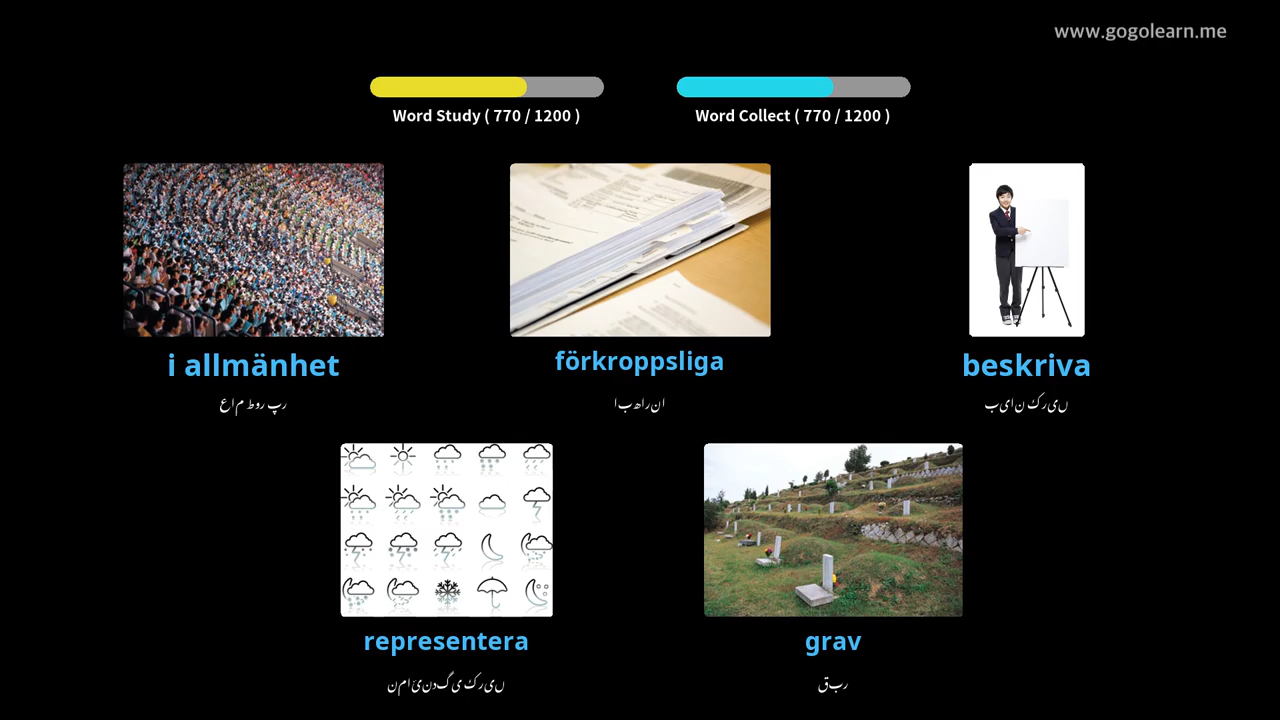 www.gogolearn.me
Word Study ( 770 / 1200 )
Word Collect ( 770 / 1200 )
i allmänhet
عام طور پر
förkroppsliga
ابھارنا
beskriva
بیان کریں
representera
نمائندگی کریں
grav
قبر